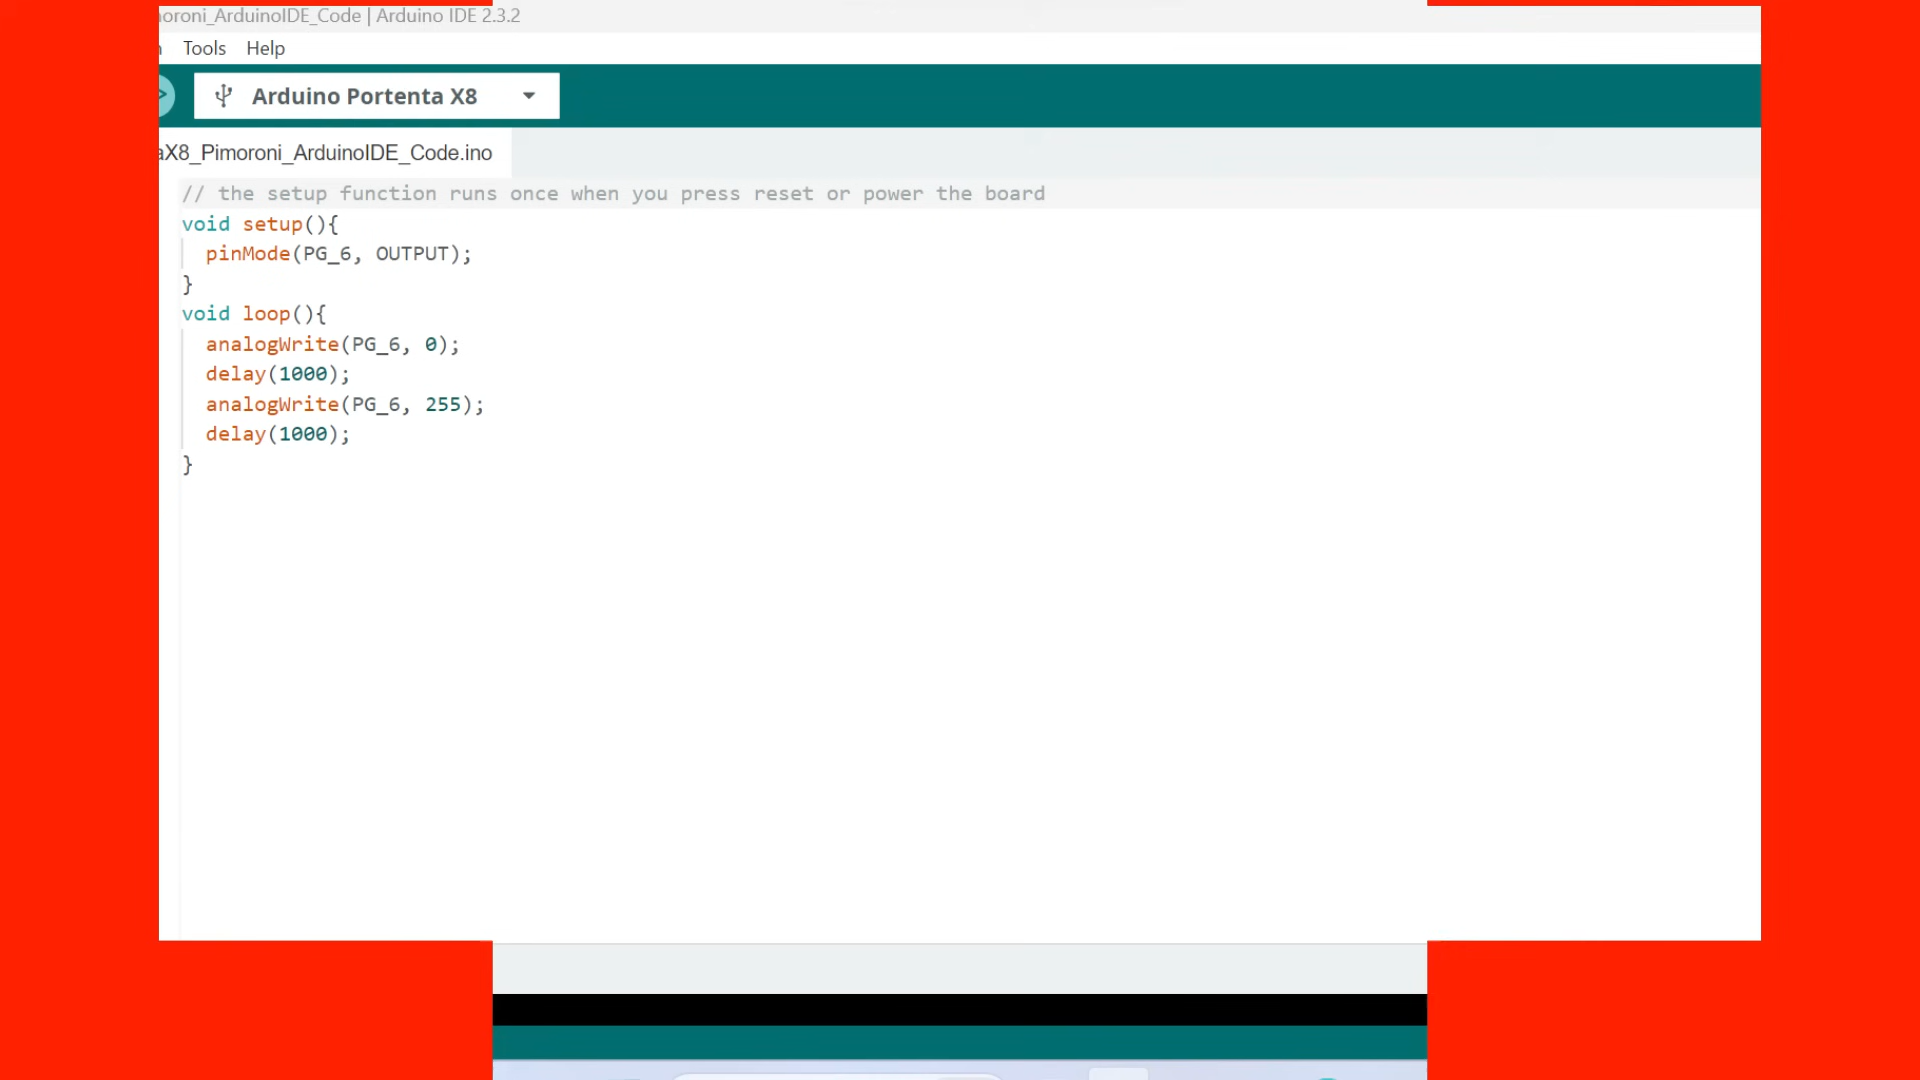 moroni_ArduinoIDE_Code | Arduino IDE 2.3.2
Tools Help
Arduino Portenta X8
aX8_Pimoroni_ArduinoIDE_Code.ino
// the setup function runs once when you press reset or power the board
void setup(){
pinMode(PG_6, OUTPUT);
}
void loop(){
analogWrite(PG_6, 0);
delay(1000);
analogWrite(PG_6, 255);
delay(1000);
}